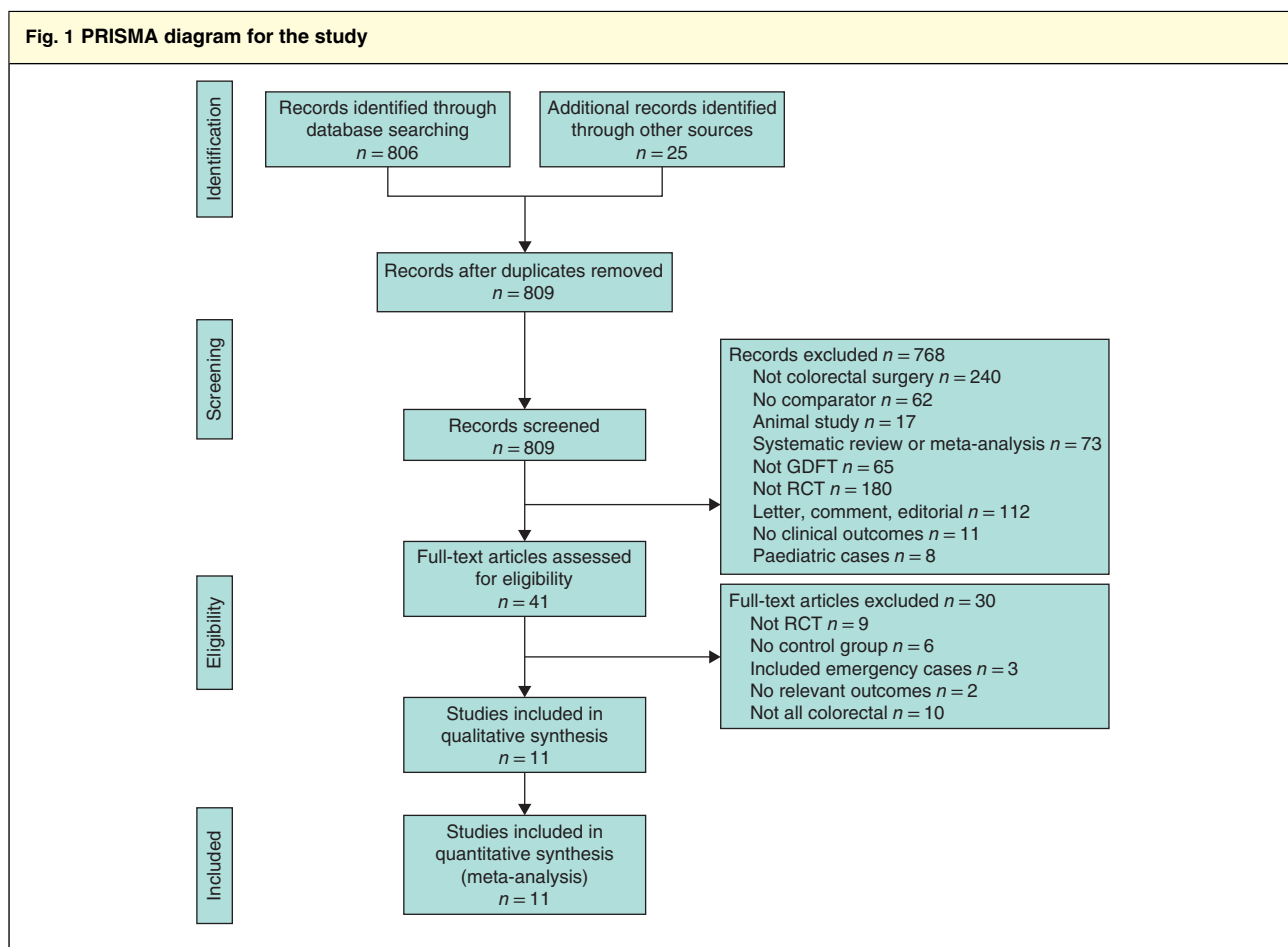 Fig. 1 PRISMA diagram for the study
Identification
Records identified through
database searching
n = 806
Additional records identified
through other sources
n = 25
Records after duplicates removed
n = 809
Screening
Records screened
n = 809
Records excluded n = 768
Not colorectal surgery n = 240
No comparator n = 62
Animal study n = 17
Systematic review or meta-analysis n = 73
Not GDFT n = 65
Not RCT n = 180
Letter, comment, editorial n = 112
No clinical outcomes n = 11
Paediatric cases n = 8
Eligibility
Full-text articles assessed
for eligibility
n = 41
Full-text articles excluded n = 30
Not RCT n = 9
No control group n = 6
Included emergency cases n = 3
No relevant outcomes n = 2
Not all colorectal n = 10
Studies included in
qualitative synthesis
n = 11
Included
Studies included in
quantitative synthesis
(meta-analysis)
n = 11